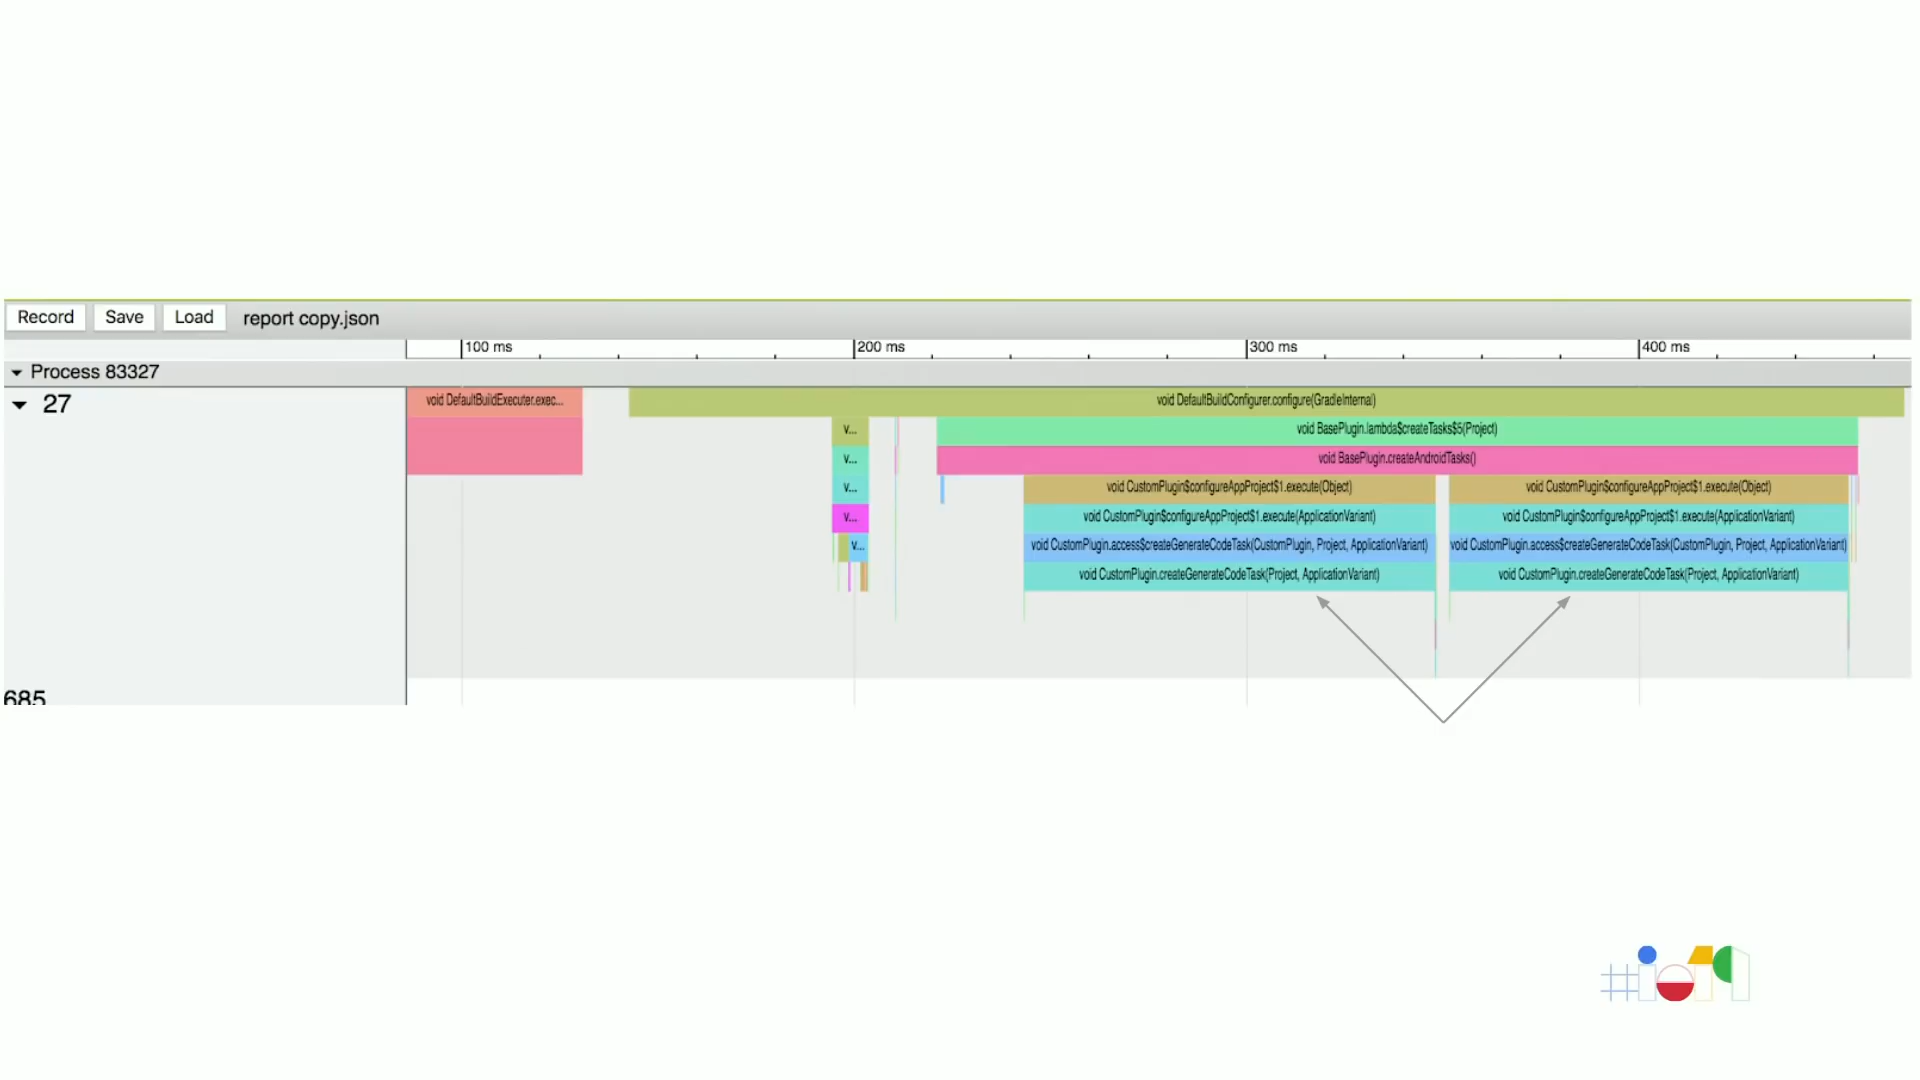 Record Save Load report copy.json
100 ms 200 ms 300 ms 400 ms
Process 83327
27
void DefaultBuildExecuter.exec... void DefaultBuildConfigurer.configure(GradleInternal)
v... void BasePlugin.lambda$createTasks$5(Project)
v... void BasePlugin.createAndroidTasks()
v... void CustomPlugin$configureAppProject$1.execute(Object) void CustomPlugin$configureAppProject$1.execute(Object)
v... void CustomPlugin$configureAppProject$1.execute(ApplicationVariant) void CustomPlugin$configureAppProject$1.execute(ApplicationVariant)
v... void CustomPlugin.access$createGenerateCodeTask(CustomPlugin, Project, ApplicationVariant) void CustomPlugin.access$createGenerateCodeTask(CustomPlugin, Project, ApplicationVariant)
void CustomPlugin.createGenerateCodeTask(Project, ApplicationVariant) void CustomPlugin.createGenerateCodeTask(Project, ApplicationVariant)
685
#io19